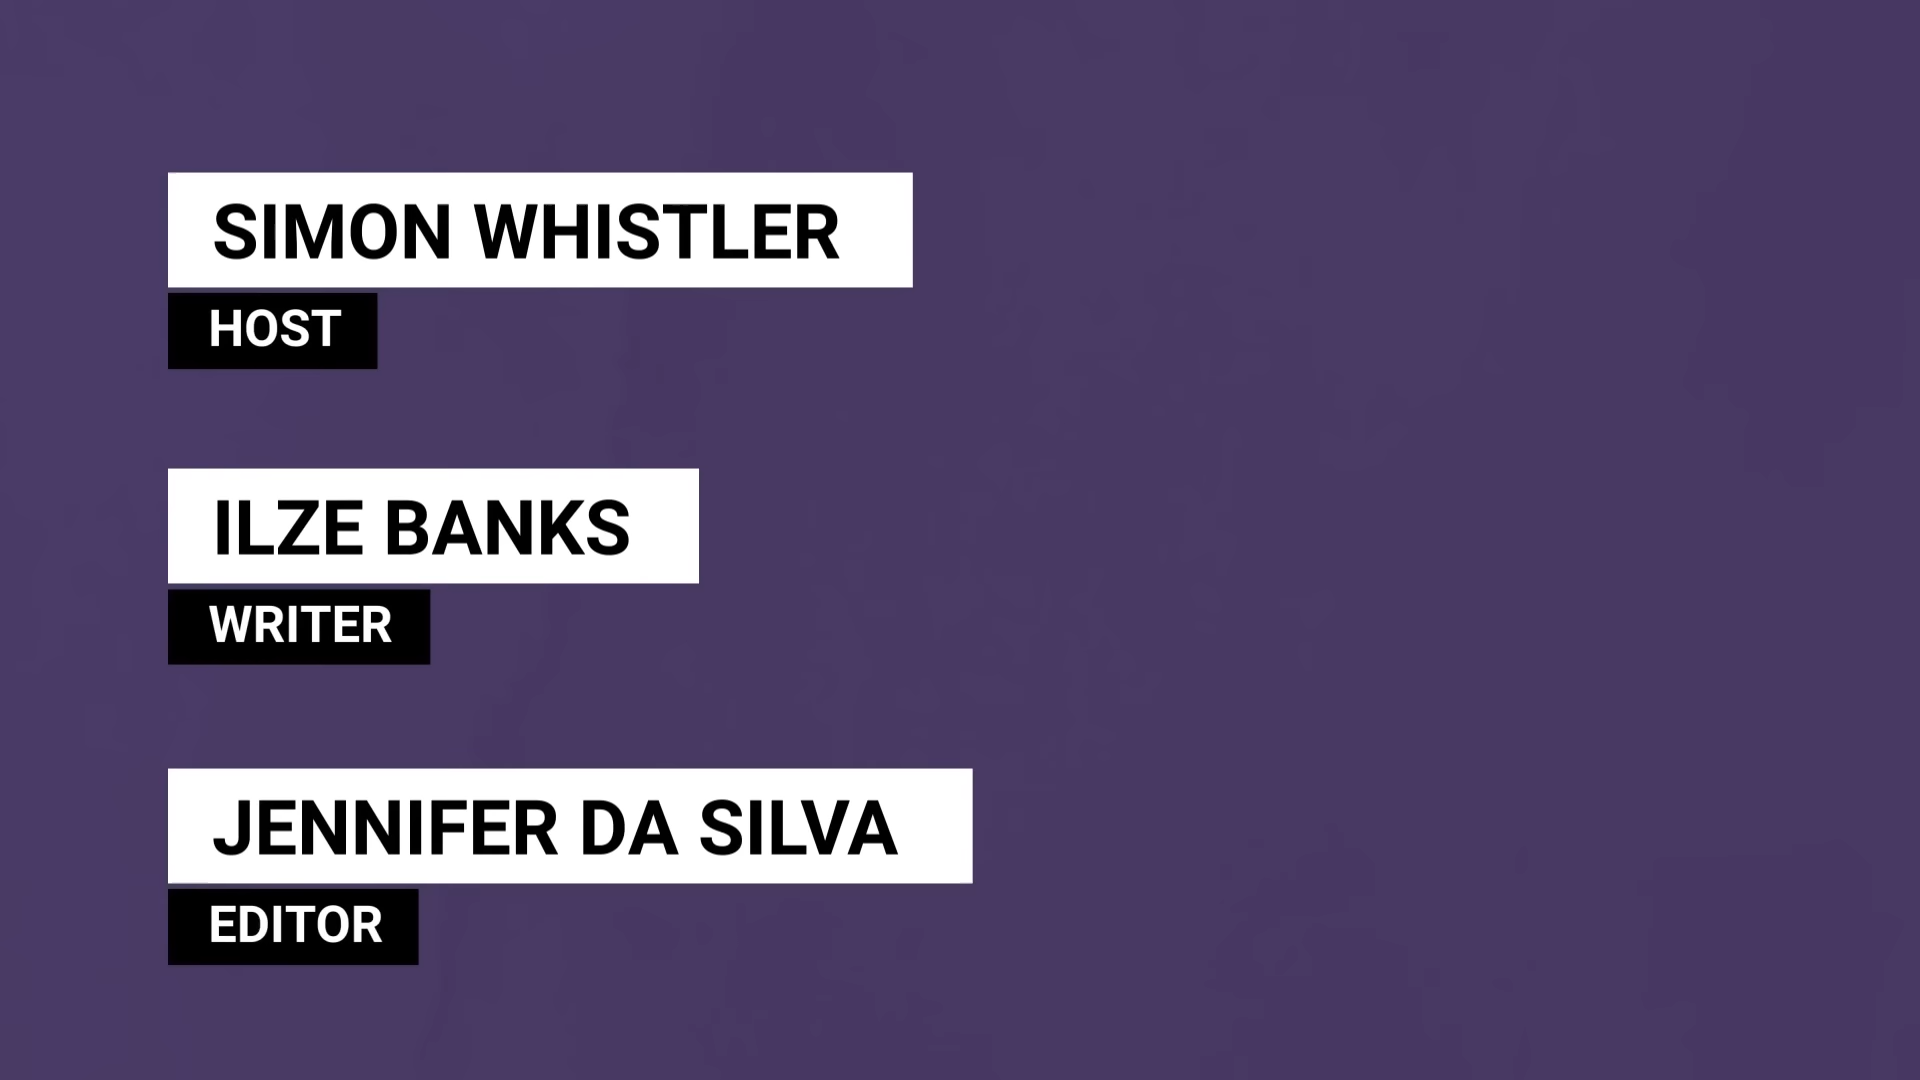 SIMON WHISTLER
HOST
ILZE BANKS
WRITER
JENNIFER DA SILVA
EDITOR